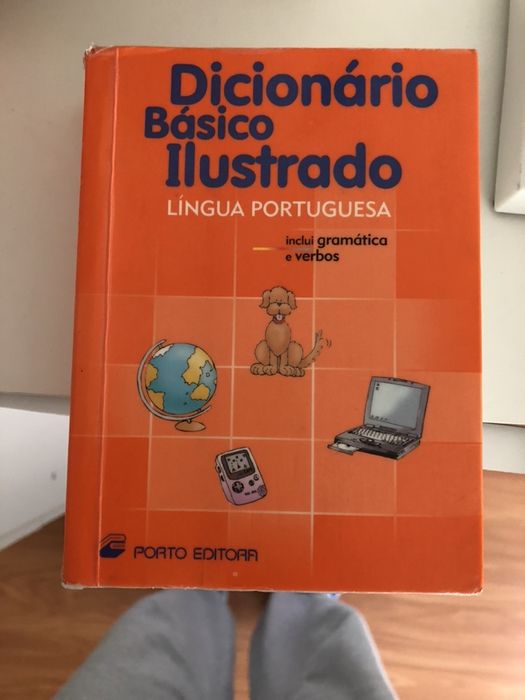 Dicionário
Básico
Ilustrado
LÍNGUA PORTUGUESA
inclui gramática
e verbos
PORTO EDITORA